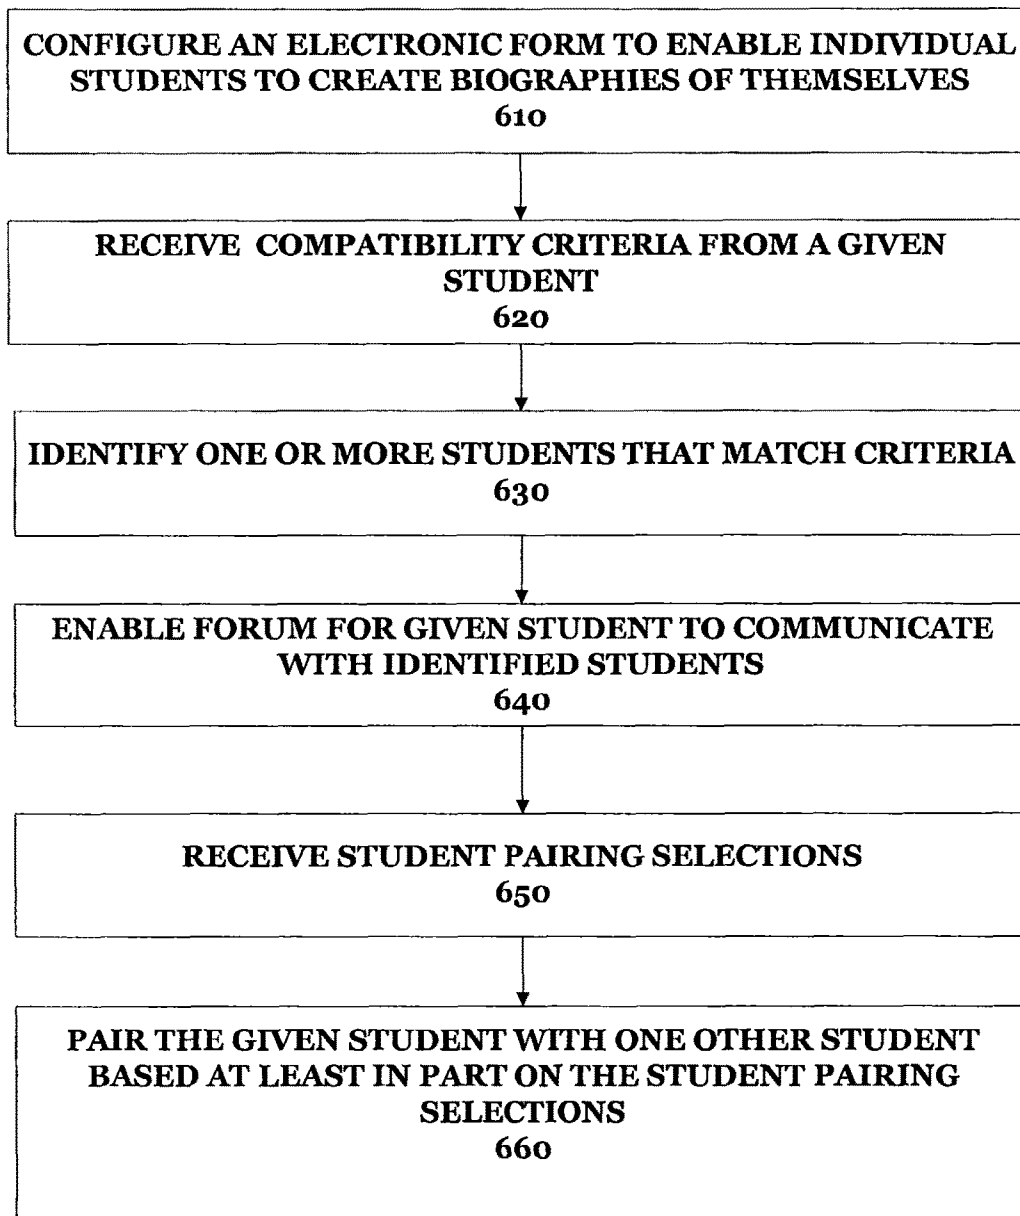 CONFIGURE AN ELECTRONIC FORM TO ENABLE INDIVIDUAL
STUDENTS TO CREATE BIOGRAPHIES OF THEMSELVES
610
RECEIVE COMPATIBILITY CRITERIA FROM A GIVEN
STUDENT
620
IDENTIFY ONE OR MORE STUDENTS THAT MATCH CRITERIA
630
ENABLE FORUM FOR GIVEN STUDENT TO COMMUNICATE
WITH IDENTIFIED STUDENTS
640
RECEIVE STUDENT PAIRING SELECTIONS
650
PAIR THE GIVEN STUDENT WITH ONE OTHER STUDENT
BASED AT LEAST IN PART ON THE STUDENT PAIRING
SELECTIONS
660